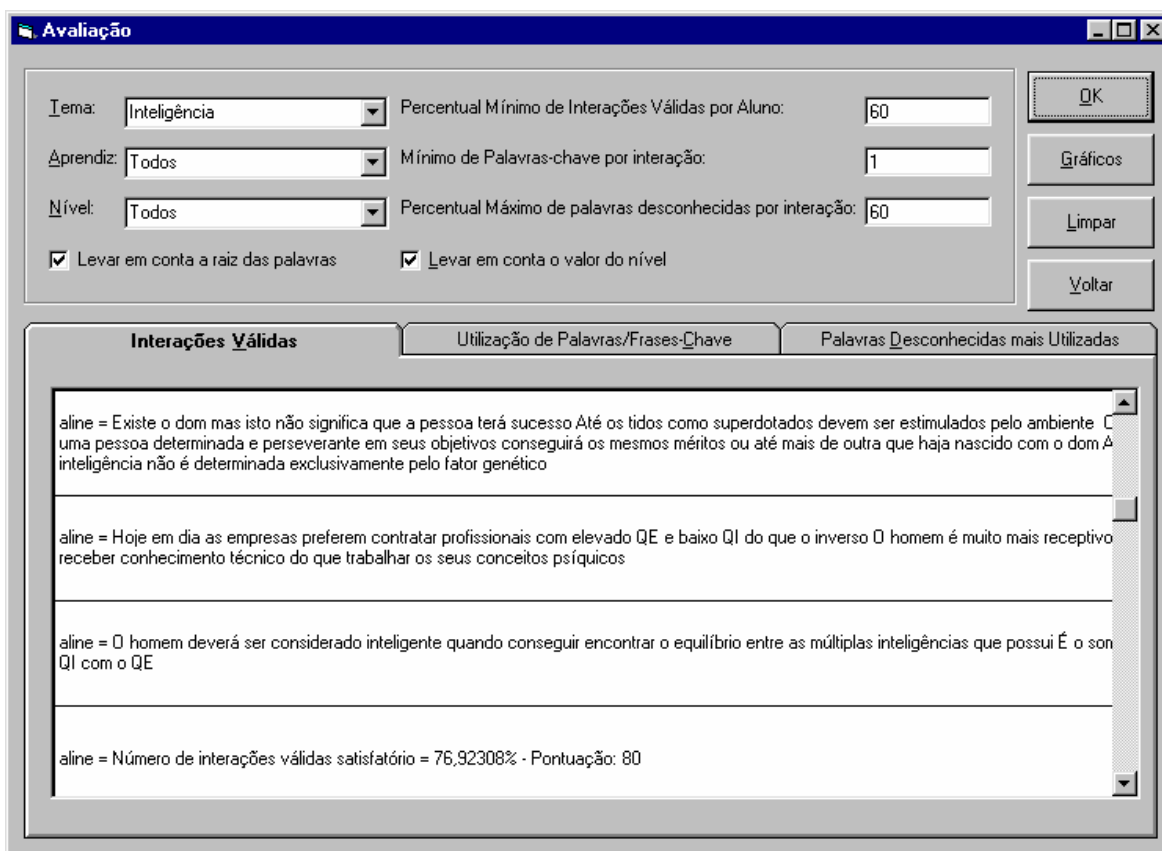 Avaliação
Tema: Inteligência Percentual Mínimo de Interações Válidas por Aluno: 60 OK
Aprendiz: Todos Mínimo de Palavras-chave por interação: 1 Gráficos
Nível: Todos Percentual Máximo de palavras desconhecidas por interação: 60 Limpar
Levar em conta a raiz das palavras Levar em conta o valor do nível Voltar
Interações Válidas Utilização de Palavras/Frases-Chave Palavras Desconhecidas mais Utilizadas
aline = Existe o dom mas isto não significa que a pessoa terá sucesso Até os tidos como superdotados devem ser estimulados pelo ambiente
uma pessoa determinada e perseverante em seus objetivos conseguirá os mesmos méritos ou até mais de outra que haja nascido com o dom A
inteligência não é determinada exclusivamente pelo fator genético
aline = Hoje em dia as empresas preferem contratar profissionais com elevado QE e baixo QI do que o inverso O homem é muito mais receptivo
receber conhecimento técnico do que trabalhar os seus conceitos psíquicos
aline = O homem deverá ser considerado inteligente quando conseguir encontrar o equilíbrio entre as múltiplas inteligências que possui É o
QI com o QE
aline = Número de interações válidas satisfatório = 76,92308% - Pontuação: 80